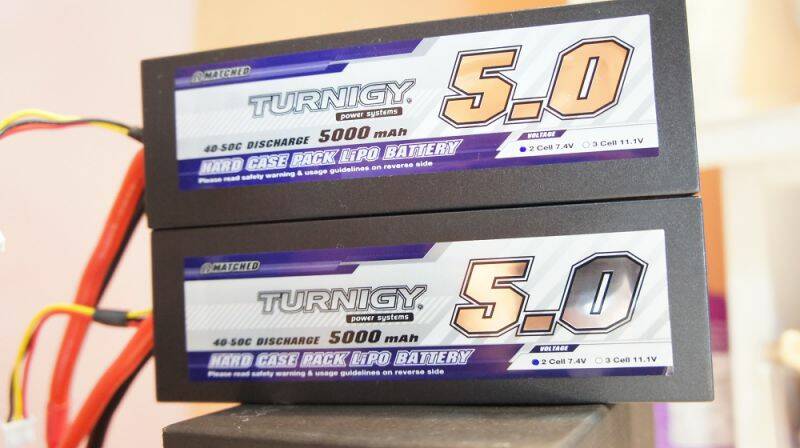 MATCHED
TURNIGY
power systems
5.0
40-50C DISCHARGE 5000 mAh
VOLTAGE
2 Cell 7.4V 3 Cell 11.1V
HARD CASE PACK LiPO BATTERY
Please read safety warning & usage guidelines on reverse side
MATCHED
TURNIGY
power systems
5.0
40-50C DISCHARGE 5000 mAh
VOLTAGE
2 Cell 7.4V 3 Cell 11.1V
HARD CASE PACK LiPO BATTERY
Please read safety warning & usage guidelines on reverse side